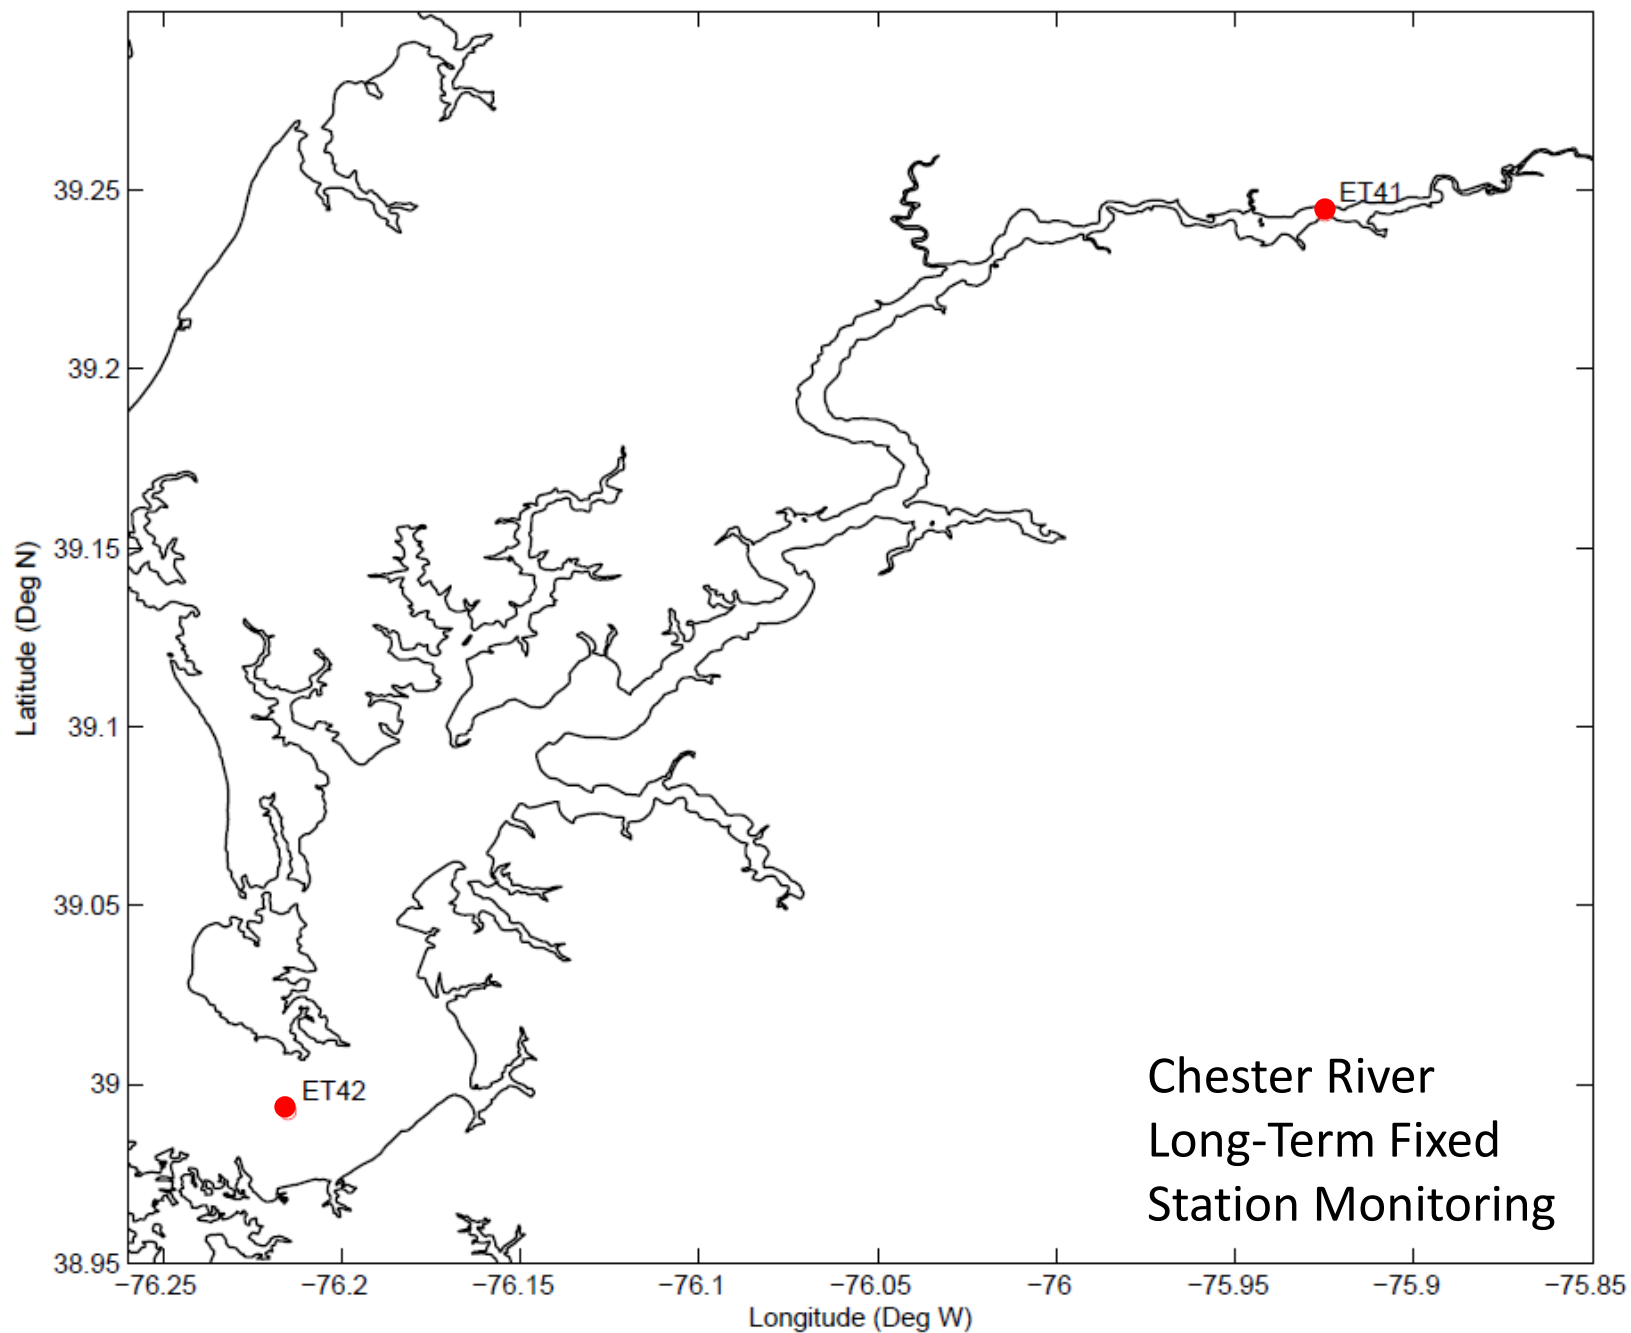 39.25
39.2
39.15
39.1
39.05
39
38.95
Latitude (Deg N)
ET41
ET42
Chester River
Long-Term Fixed
Station Monitoring
−76.25 −76.2 −76.15 −76.1 −76.05 −76 −75.95 −75.9 −75.85
Longitude (Deg W)